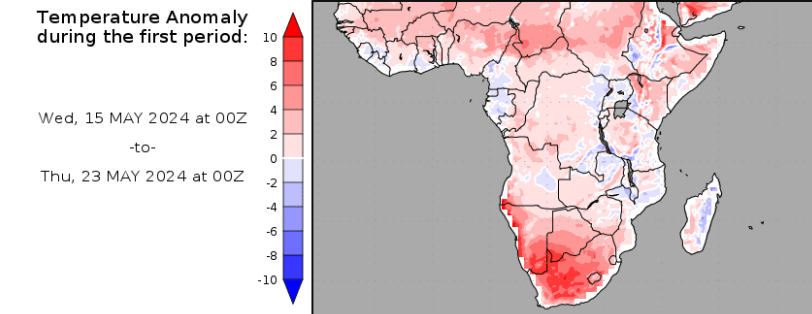 Temperature Anomaly
during the first period:
Wed, 15 MAY 2024 at 00Z
-to-
Thu, 23 MAY 2024 at 00Z
10
8
6
4
2
0
-2
-4
-6
-8
-10